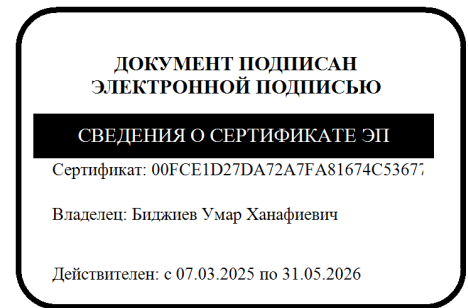 ДОКУМЕНТ ПОДПИСАН
ЭЛЕКТРОННОЙ ПОДПИСЬЮ
СВЕДЕНИЯ О СЕРТИФИКАТЕ ЭП
Сертификат: 00FCE1D27DA72A7FA81674C53677
Владелец: Биджиев Умар Ханафиевич
Действителен: с 07.03.2025 по 31.05.2026